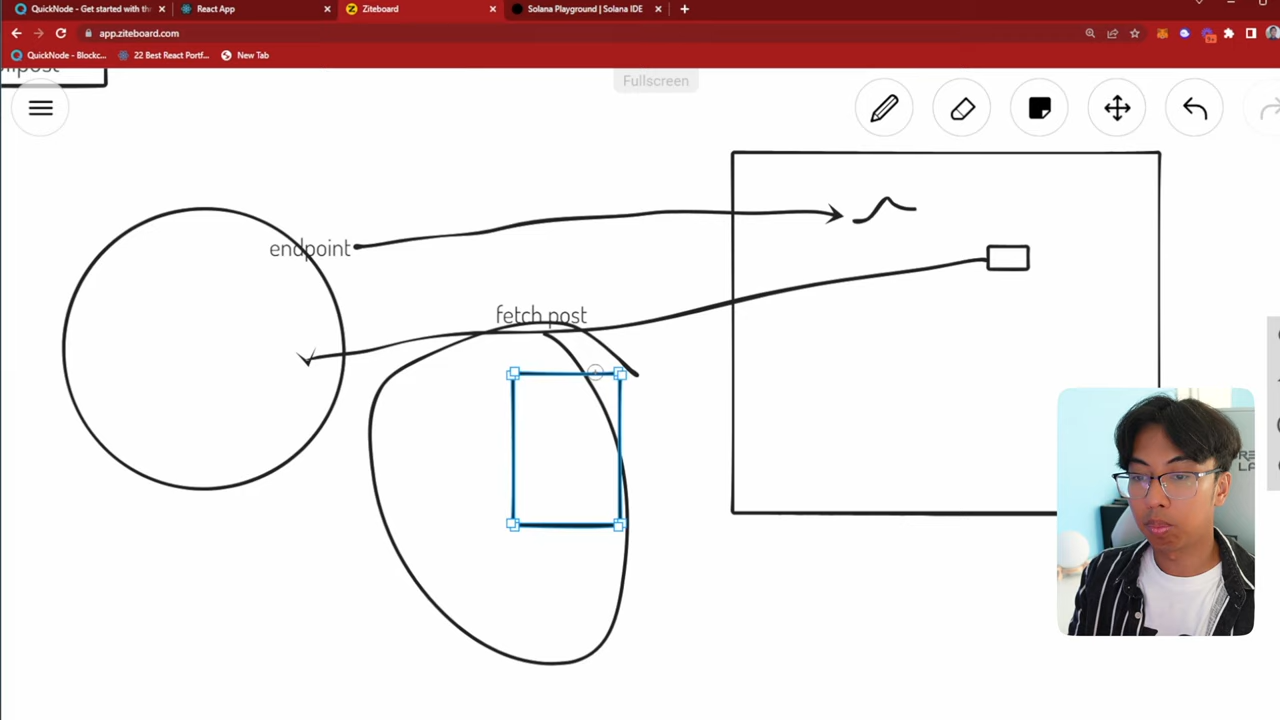 QuickNode - Get started with th
React App
Ziteboard
Solana Playground | Solana IDE
app.ziteboard.com
QuickNode - Blockc...
22 Best React Portf...
New Tab
Fullscreen
endpoint
fetch post